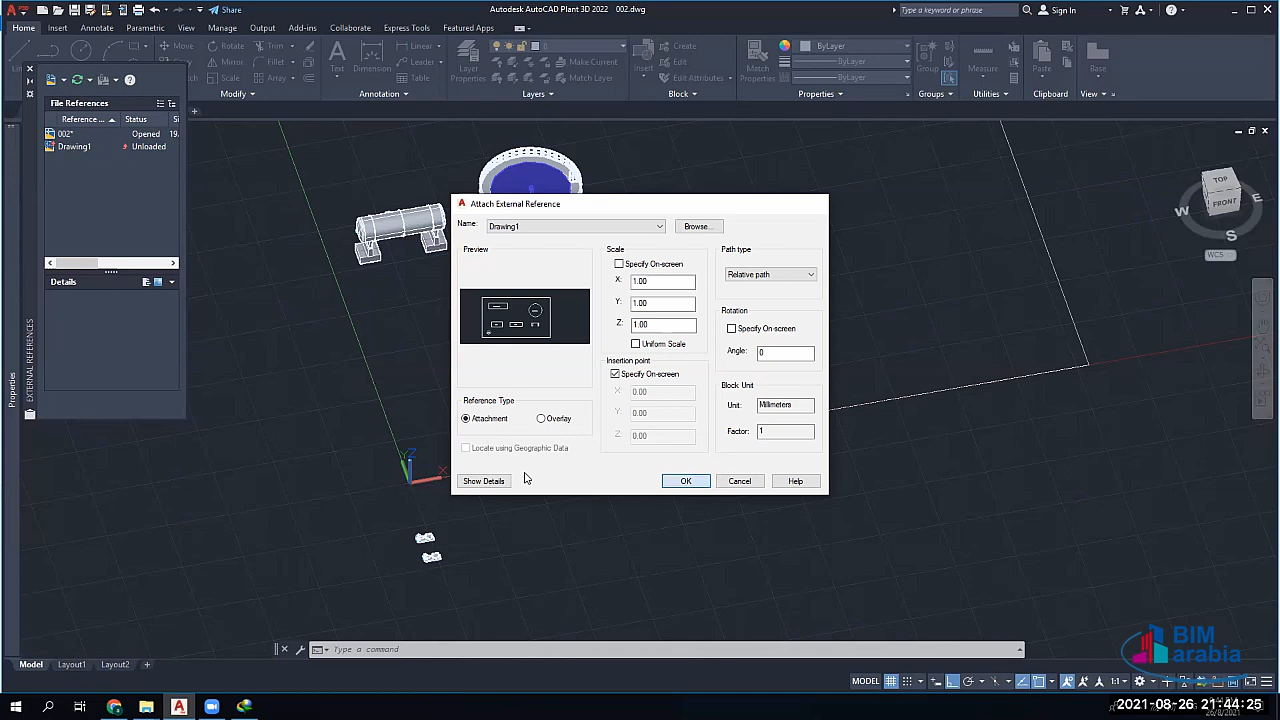 Share
Autodesk AutoCAD Plant 3D 2022 002.dwg
Type a keyword or phrase
Sign In
Home Insert Annotate Parametric View Manage Output Add-ins Collaborate Express Tools Featured Apps
Move Rotate Trim
Linear
Make Current
Create
ByLayer
Fillet
Leader
Edit
ByLayer
Scale
Text Dimension
Table
Layer Properties
Match Layer
Insert
Edit Attributes
Match Properties
ByLayer
Group
Measure
Paste
Base
Modify Annotation Layers Block Properties Groups Utilities Clipboard View
File References
Reference ... Status
002* Opened 19.
Drawing1 Unloaded
Details
EXTERNAL REFERENCES
Properties
Attach External Reference
Name: Drawing1 Browse...
Preview
Scale
Specify On-screen
X: 1.00
Y: 1.00
Z: 1.00
Uniform Scale
Path type
Relative path
Rotation
Specify On-screen
Angle: 0
Insertion point
Specify On-screen
X 0.00
Y: 0.00
Z 0.00
Block Unit
Unit: Millimeters
Factor: 1
Reference Type
Attachment Overlay
Locate using Geographic Data
Show Details OK Cancel Help
TOP
FRONT
W
S
E
WCS
Z
Y
X
Type a command
Model Layout1 Layout2 +
MODEL
1:1
BIM
arabia
2021-08-26 21:44:25